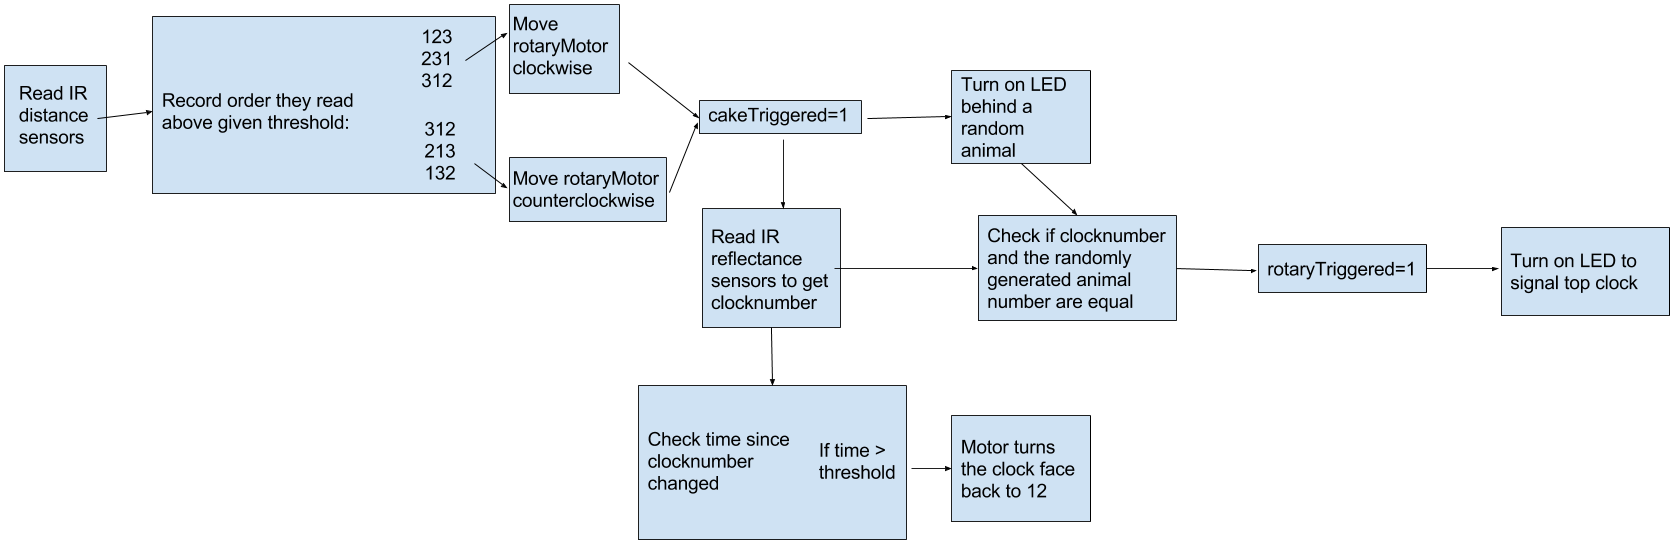 Read IR
distance
sensors
Record order they read
above given threshold:
123
231
312
312
213
132
Move
rotaryMotor
clockwise
Move rotaryMotor
counterclockwise
cakeTriggered=1
Turn on LED
behind a
random
animal
Read IR
reflectance
sensors to get
clocknumber
Check if clocknumber
and the randomly
generated animal
number are equal
rotaryTriggered=1
Turn on LED to
signal top clock
Check time since
clocknumber
changed
If time >
threshold
Motor turns
the clock face
back to 12